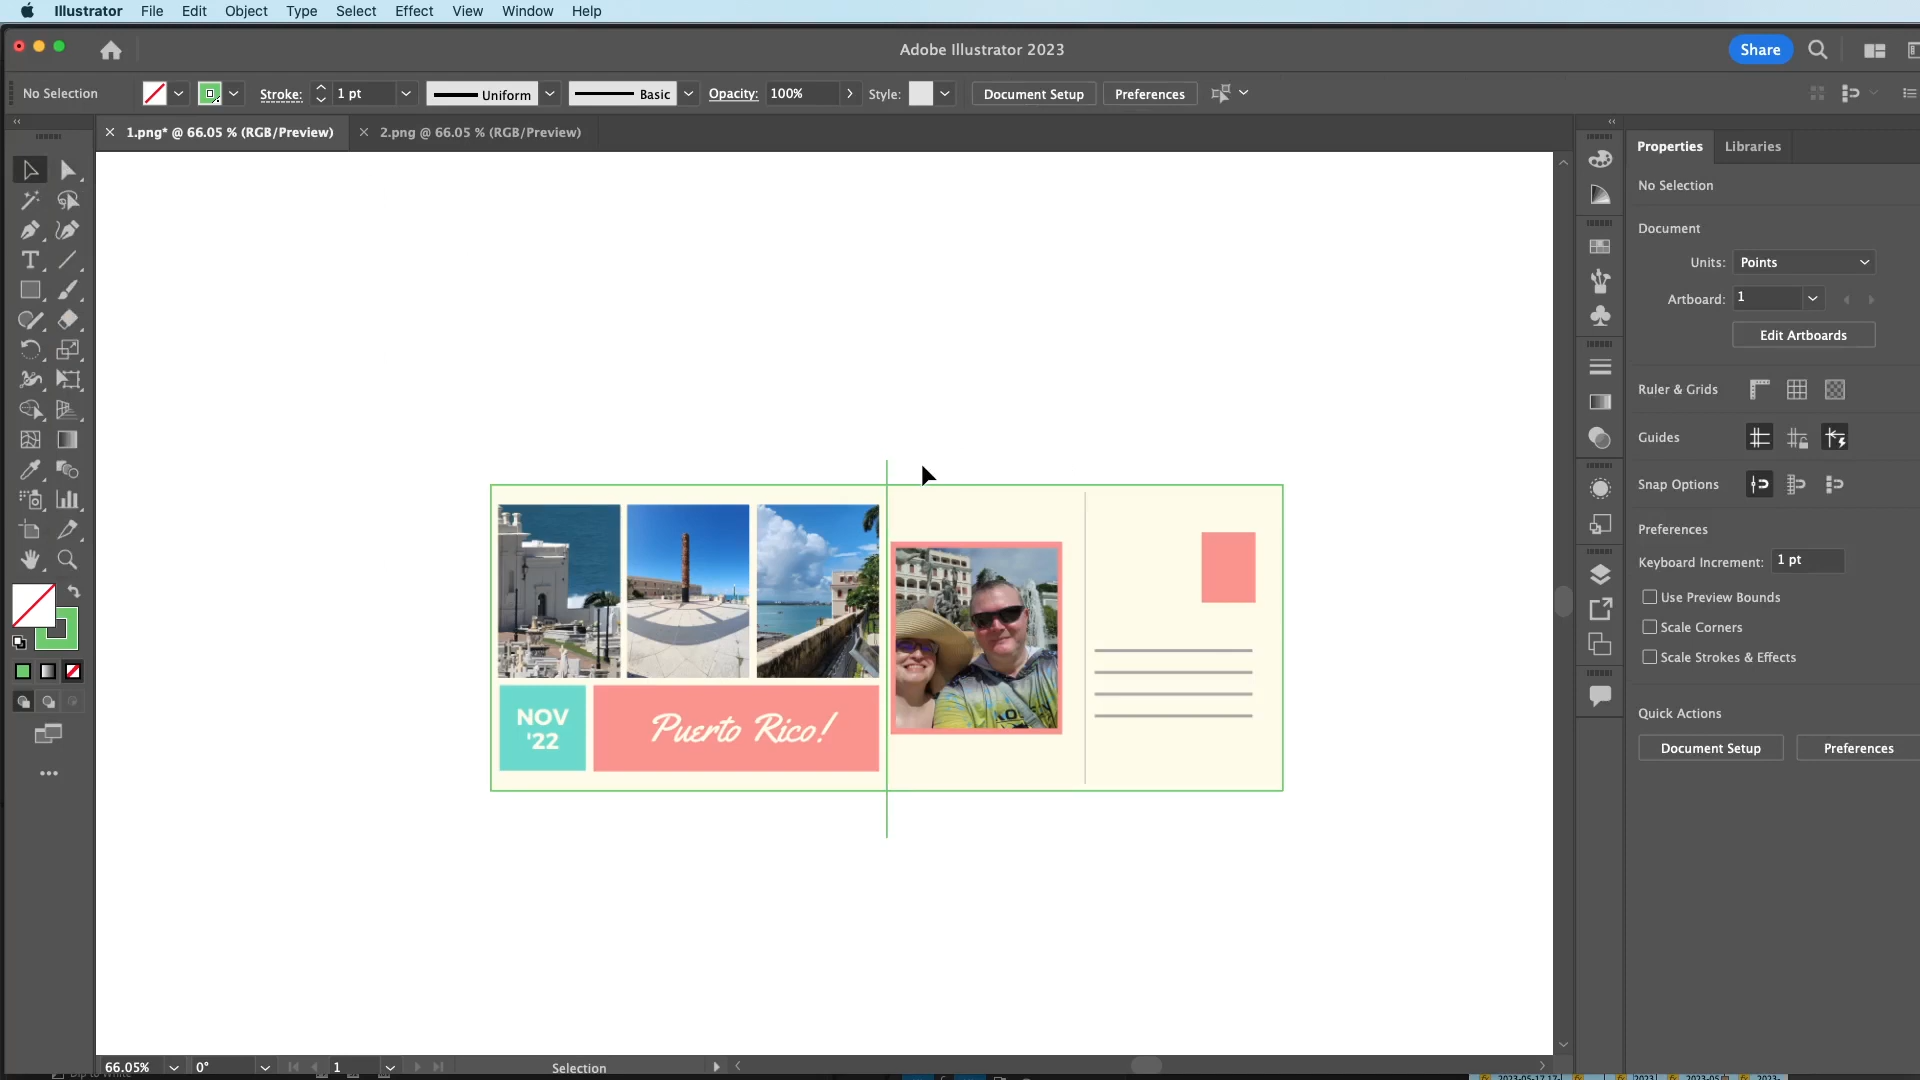 Illustrator File Edit Object Type Select Effect View Window Help
Adobe Illustrator 2023
Share
No Selection
Stroke: 1 pt Uniform Basic Opacity: 100% Style: Document Setup Preferences
1.png* @ 66.05 % (RGB/Preview) 2.png @ 66.05 % (RGB/Preview)
NOV
'22
Puerto Rico!
Properties Libraries
No Selection
Document
Units: Points
Artboard: 1
Edit Artboards
Ruler & Grids
Guides
Snap Options
Preferences
Keyboard Increment: 1 pt
Use Preview Bounds
Scale Corners
Scale Strokes & Effects
Quick Actions
Document Setup Preferences
66.05% 0° 1 Selection